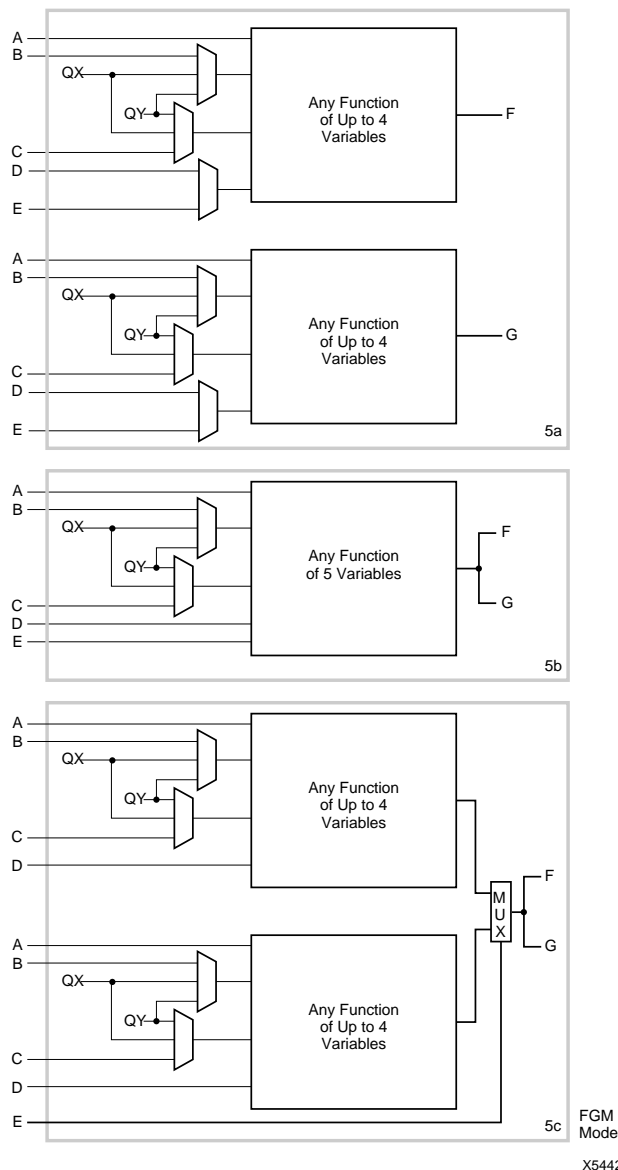 A
B
QX
QY
C
D
E
Any Function
of Up to 4
Variables
F
A
B
QX
QY
C
D
E
Any Function
of Up to 4
Variables
G
5a
A
B
QX
QY
C
D
E
Any Function
of 5 Variables
F
G
5b
A
B
QX
QY
C
D
Any Function
of Up to 4
Variables
M
U
X
F
G
A
B
QX
QY
C
D
E
Any Function
of Up to 4
Variables
5c
FGM
Mode
X5442